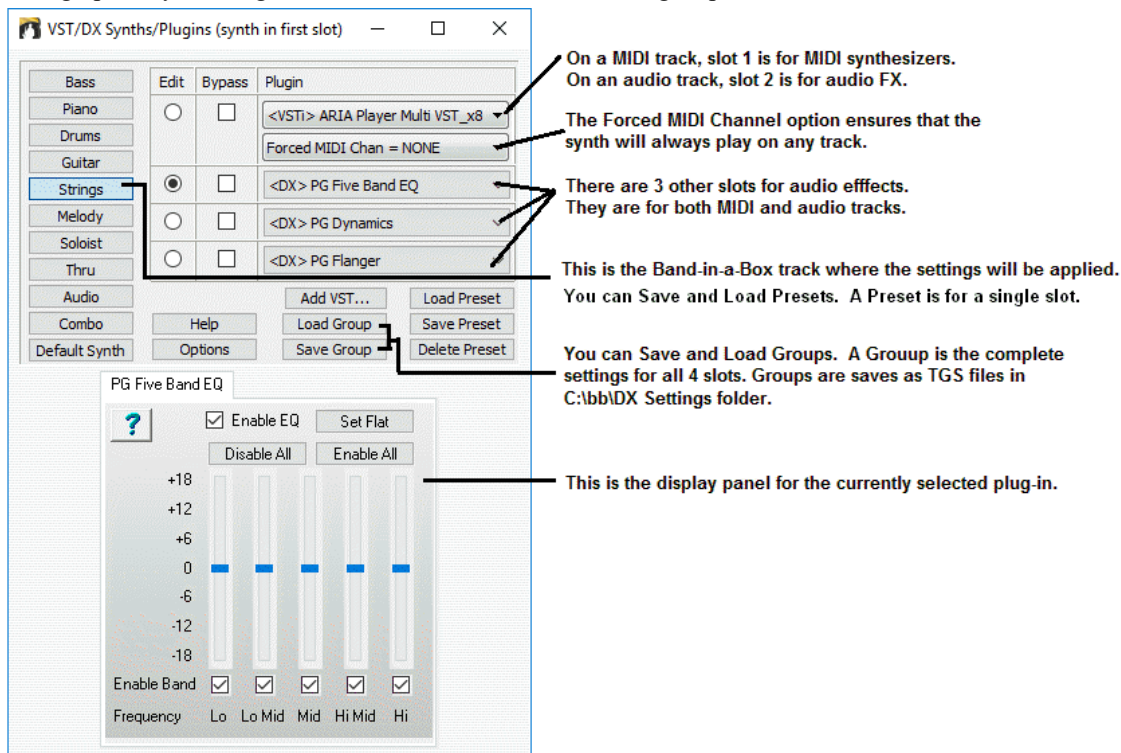 VST/DX Synths/Plugins (synth in first slot)
Bass
Piano
Drums
Guitar
Strings
Melody
Soloist
Thru
Audio
Combo
Default Synth
Edit Bypass Plugin
<VSTi> ARIA Player Multi VST_x8
Forced MIDI Chan = NONE
<DX> PG Five Band EQ
<DX> PG Dynamics
<DX> PG Flanger
Add VST... Load Preset
Help Load Group Save Preset
Options Save Group Delete Preset
PG Five Band EQ
? Enable EQ Set Flat
Disable All Enable All
+18
+12
+6
0
-6
-12
-18
Enable Band
Frequency Lo Lo Mid Mid Hi Mid Hi
On a MIDI track, slot 1 is for MIDI synthesizers.
On an audio track, slot 2 is for audio FX.
The Forced MIDI Channel option ensures that the
synth will always play on any track.
There are 3 other slots for audio efffects.
They are for both MIDI and audio tracks.
This is the Band-in-a-Box track where the settings will be applied.
You can Save and Load Presets. A Preset is for a single slot.
You can Save and Load Groups. A Grouup is the complete
settings for all 4 slots. Groups are saves as TGS files in
C:\bb\DX Settings folder.
This is the display panel for the currently selected plug-in.